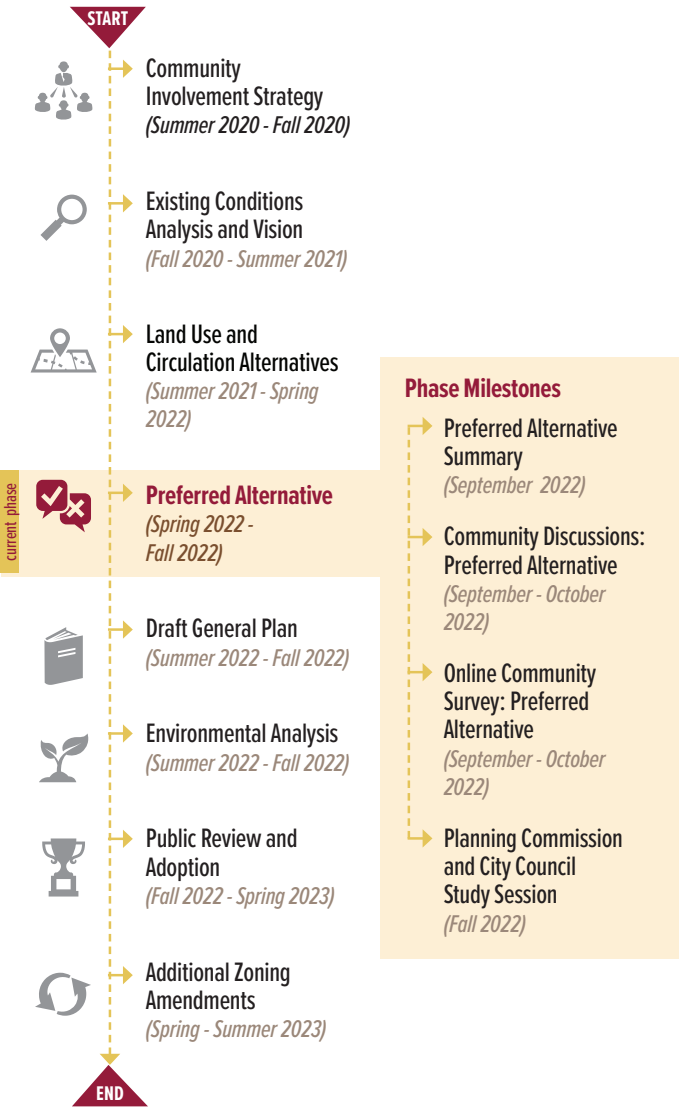 START
Community
Involvement Strategy
(Summer 2020 - Fall 2020)
Existing Conditions
Analysis and Vision
(Fall 2020 - Summer 2021)
Land Use and
Circulation Alternatives
(Summer 2021 - Spring
2022)
current phase
Preferred Alternative
(Spring 2022 -
Fall 2022)
Phase Milestones
Preferred Alternative
Summary
(September 2022)
Community Discussions:
Preferred Alternative
(September - October
2022)
Online Community
Survey: Preferred
Alternative
(September - October
2022)
Planning Commission
and City Council
Study Session
(Fall 2022)
Draft General Plan
(Summer 2022 - Fall 2022)
Environmental Analysis
(Summer 2022 - Fall 2022)
Public Review and
Adoption
(Fall 2022 - Spring 2023)
Additional Zoning
Amendments
(Spring - Summer 2023)
END